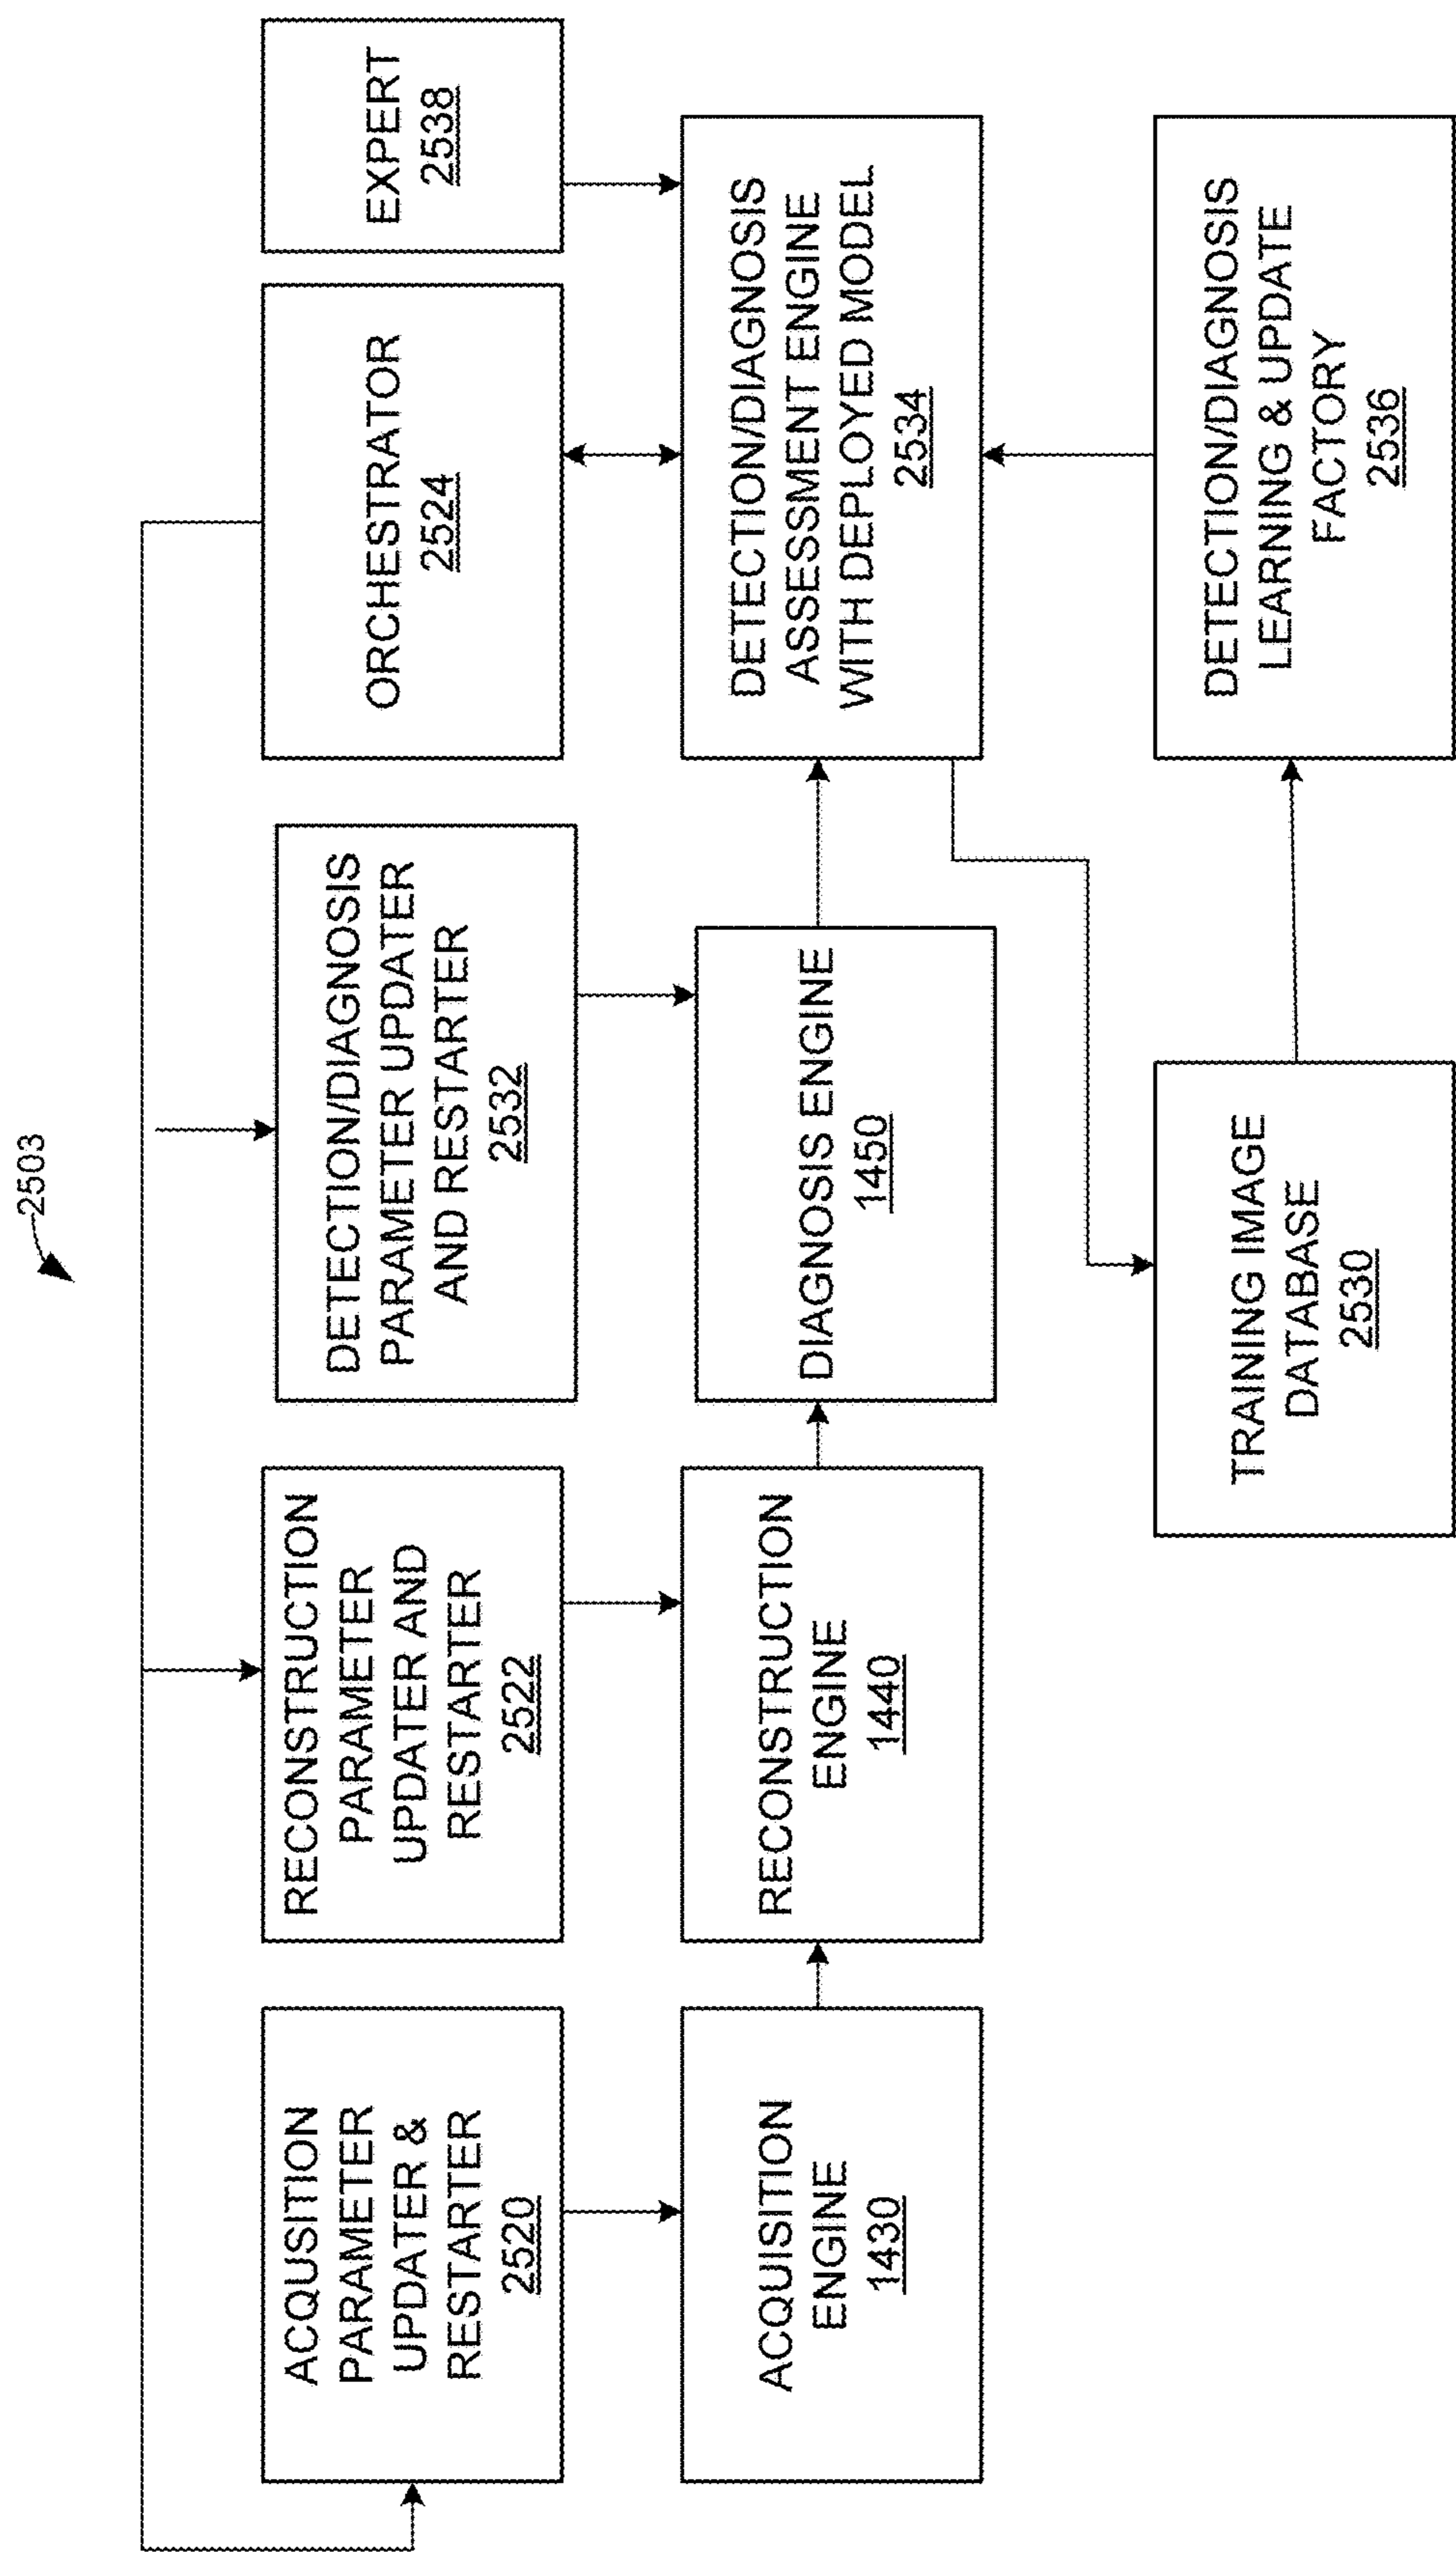 2503
ACQUSITION
PARAMETER
UPDATER &
RESTARTER
2520
RECONSTRUCTION
PARAMETER
UPDATER AND
RESTARTER
2522
DETECTION/DIAGNOSIS
PARAMETER UPDATER
AND RESTARTER
2532
ORCHESTRATOR
2524
EXPERT
2538
ACQUISITION
ENGINE
1430
RECONSTRUCTION
ENGINE
1440
DIAGNOSIS ENGINE
1450
DETECTION/DIAGNOSIS
ASSESSMENT ENGINE
WITH DEPLOYED MODEL
2534
TRAINING IMAGE
DATABASE
2530
DETECTION/DIAGNOSIS
LEARNING & UPDATE
FACTORY
2536